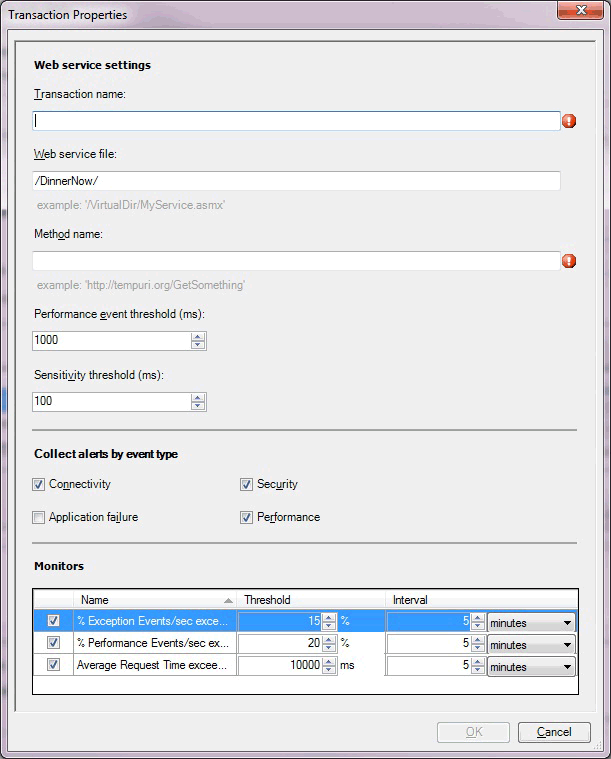 Transaction Properties
Web service settings
Transaction name:
Web service file:
/DinnerNow/
example: '/VirtualDir/MyService.asmx'
Method name:
example: 'http://tempuri.org/GetSomething'
Performance event threshold (ms):
1000
Sensitivity threshold (ms):
100
Collect alerts by event type
Connectivity Security
Application failure Performance
Monitors
Name Threshold Interval
% Exception Events/sec exce... 15 % 5 minutes
% Performance Events/sec ex... 20 % 5 minutes
Average Request Time excee... 10000 ms 5 minutes
OK Cancel